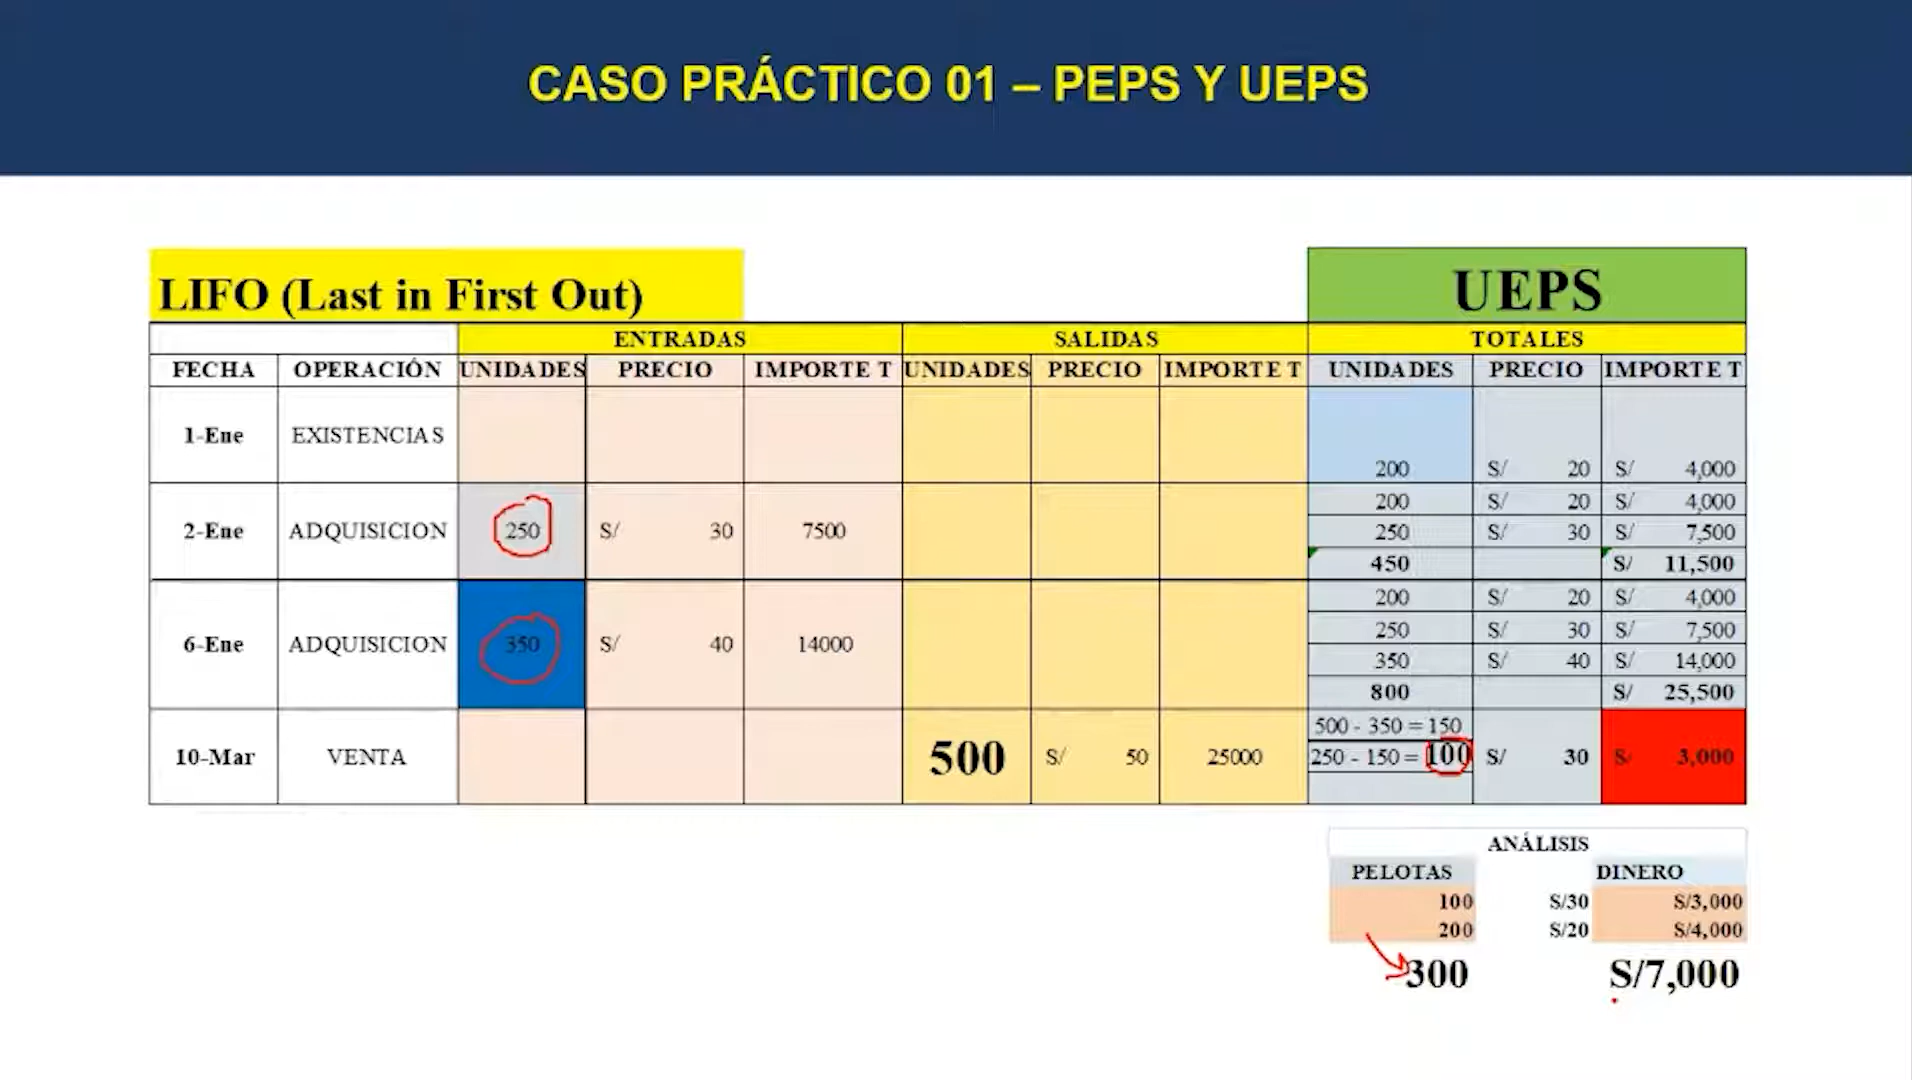 CASO PRÁCTICO 01 – PEPS Y UEPS
LIFO (Last in First Out) UEPS
ENTRADAS SALIDAS TOTALES
FECHA OPERACIÓN UNIDADES PRECIO IMPORTE T UNIDADES PRECIO IMPORTE T UNIDADES PRECIO IMPORTE T
1-Ene EXISTENCIAS 200 S/ 20 S/ 4,000
200 S/ 20 S/ 4,000
2-Ene ADQUISICION 250 S/ 30 7500 250 S/ 30 S/ 7,500
450 S/ 11,500
200 S/ 20 S/ 4,000
250 S/ 30 S/ 7,500
6-Ene ADQUISICION 350 S/ 40 14000 350 S/ 40 S/ 14,000
800 S/ 25,500
500 - 350 = 150
10-Mar VENTA 500 S/ 50 25000 250 - 150 = 100 S/ 30 S/ 3,000
ANÁLISIS
PELOTAS DINERO
100 S/30 S/3,000
200 S/20 S/4,000
300 S/7,000